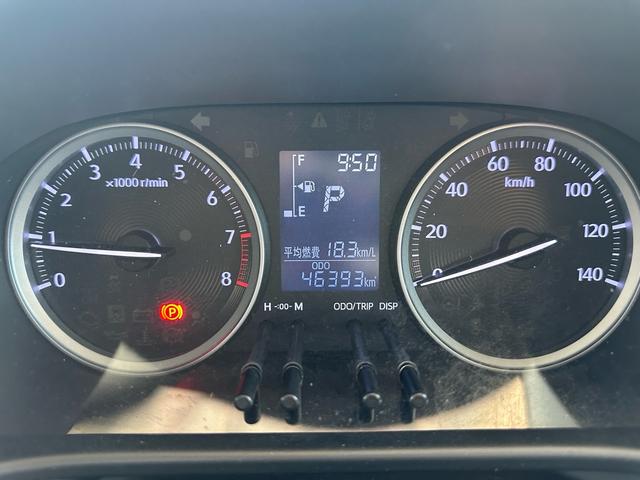 0
1
2
3
4
5
6
7
8
×1000 r/min
P
F
9:50
E
P
平均燃費 18.3km/L
ODO
46393km
H -:00- M
ODO/TRIP DISP
0
20
40
60
80
100
120
140
km/h